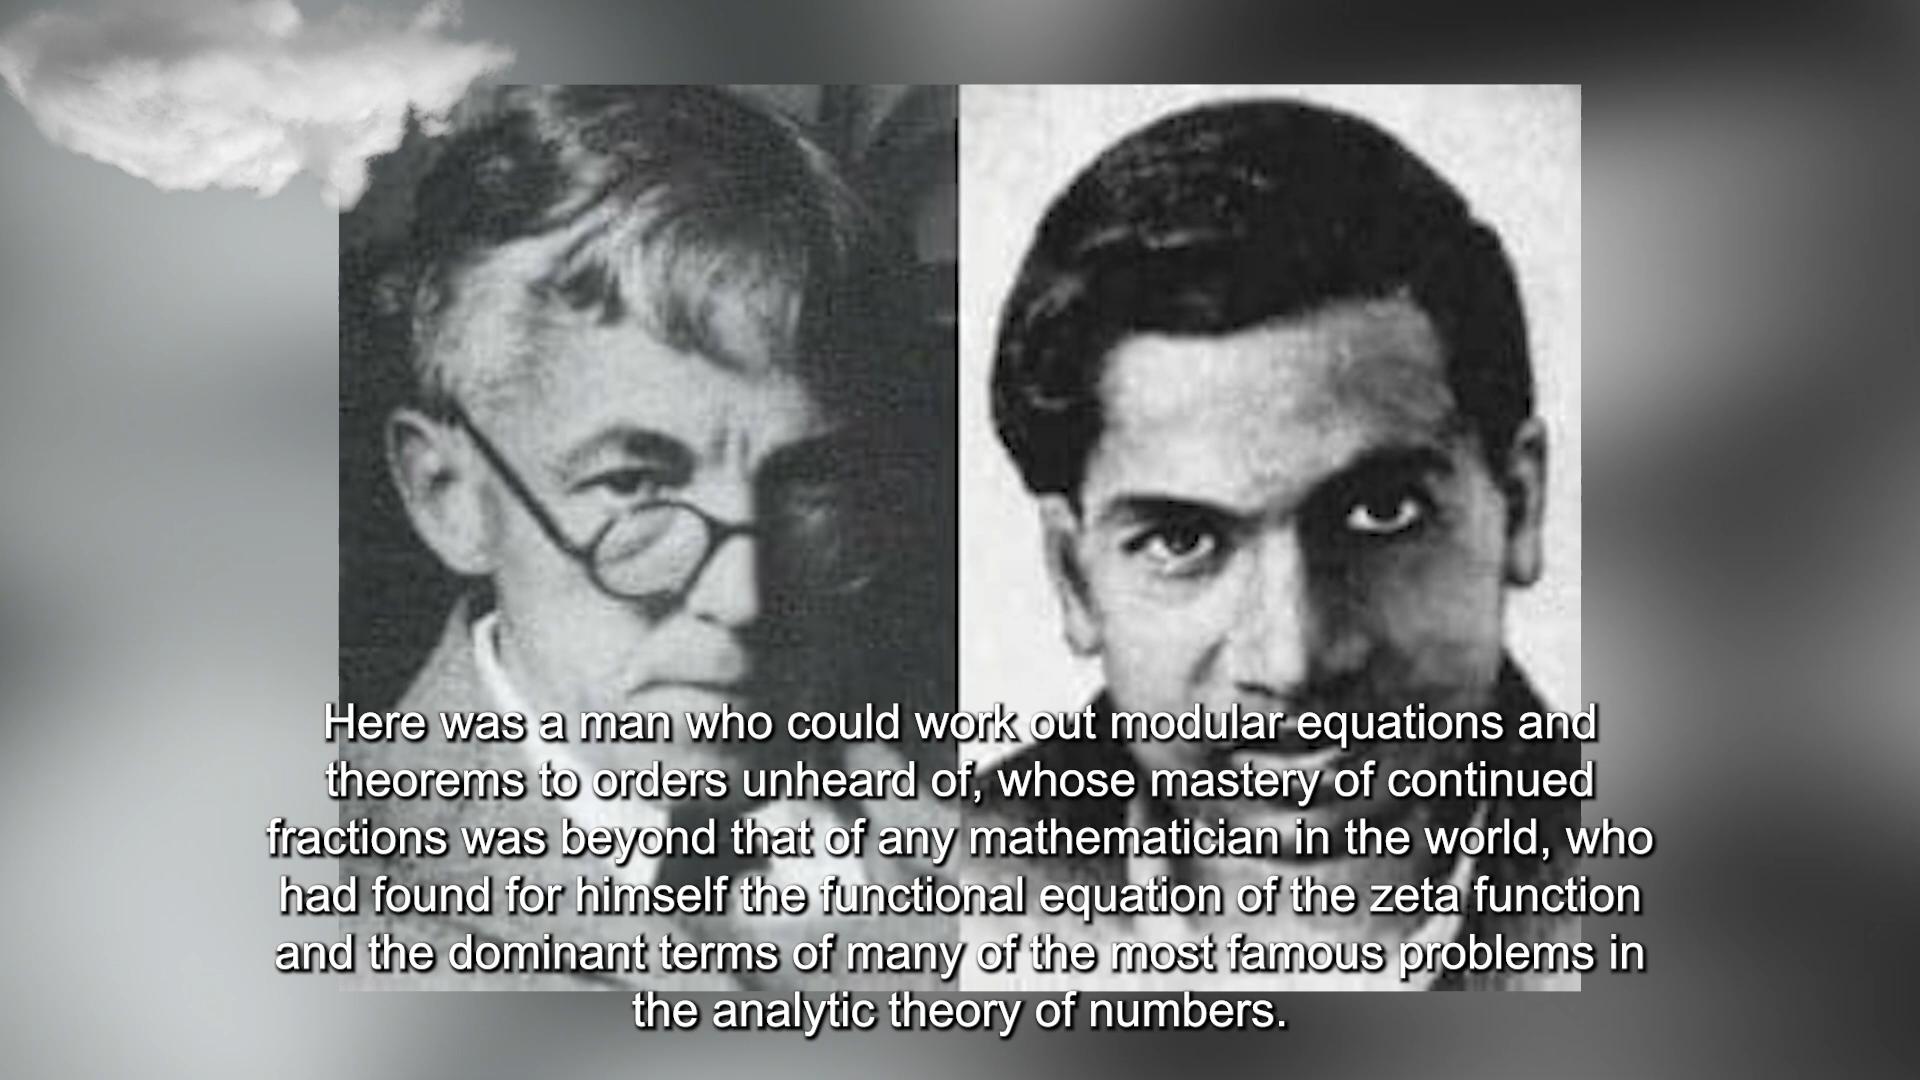 Here was a man who could work out modular equations and
theorems to orders unheard of, whose mastery of continued
fractions was beyond that of any mathematician in the world, who
had found for himself the functional equation of the zeta function
and the dominant terms of many of the most famous problems in
the analytic theory of numbers.